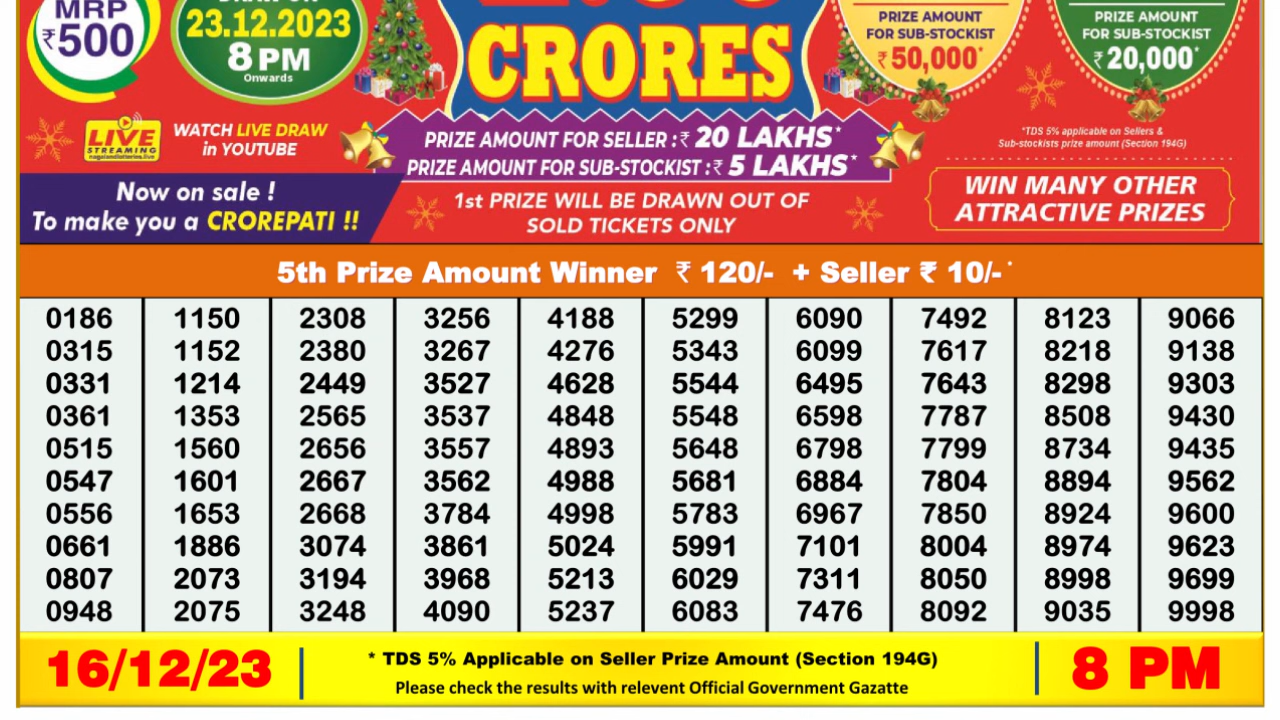 MRP
₹500
23.12.2023
8 PM
Onwards
CRORES
PRIZE AMOUNT
FOR SUB-STOCKIST
₹ 50,000*
PRIZE AMOUNT
FOR SUB-STOCKIST
₹ 20,000*
LIVE
STREAMING
nagalandlotteries.live
WATCH LIVE DRAW
in YOUTUBE
PRIZE AMOUNT FOR SELLER :₹ 20 LAKHS*
PRIZE AMOUNT FOR SUB-STOCKIST :₹ 5 LAKHS*
*TDS 5% applicable on Sellers &
Sub-stockists prize amount (Section 194G)
Now on sale !
To make you a CROREPATI !!
1st PRIZE WILL BE DRAWN OUT OF
SOLD TICKETS ONLY
WIN MANY OTHER
ATTRACTIVE PRIZES
5th Prize Amount Winner ₹ 120/- + Seller ₹ 10/-*
0186 1150 2308 3256 4188 5299 6090 7492 8123 9066
0315 1152 2380 3267 4276 5343 6099 7617 8218 9138
0331 1214 2449 3527 4628 5544 6495 7643 8298 9303
0361 1353 2565 3537 4848 5548 6598 7787 8508 9430
0515 1560 2656 3557 4893 5648 6798 7799 8734 9435
0547 1601 2667 3562 4988 5681 6884 7804 8894 9562
0556 1653 2668 3784 4998 5783 6967 7850 8924 9600
0661 1886 3074 3861 5024 5991 7101 8004 8974 9623
0807 2073 3194 3968 5213 6029 7311 8050 8998 9699
0948 2075 3248 4090 5237 6083 7476 8092 9035 9998
16/12/23
* TDS 5% Applicable on Seller Prize Amount (Section 194G)
Please check the results with relevent Official Government Gazatte
8 PM